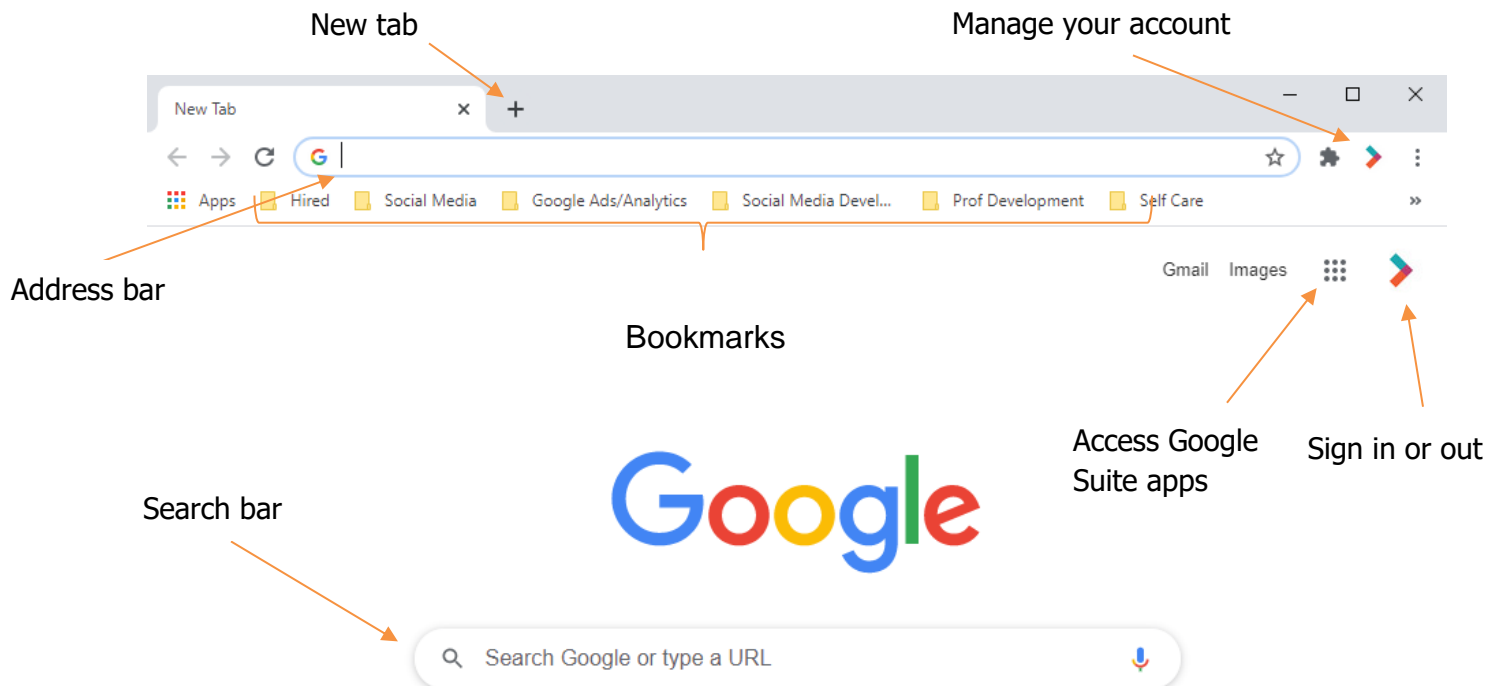 New tab
Manage your account
New Tab
Apps Hired Social Media Google Ads/Analytics Social Media Devel... Prof Development Self Care
Gmail Images
Address bar
Bookmarks
Access Google
Suite apps
Sign in or out
Google
Search bar
Search Google or type a URL